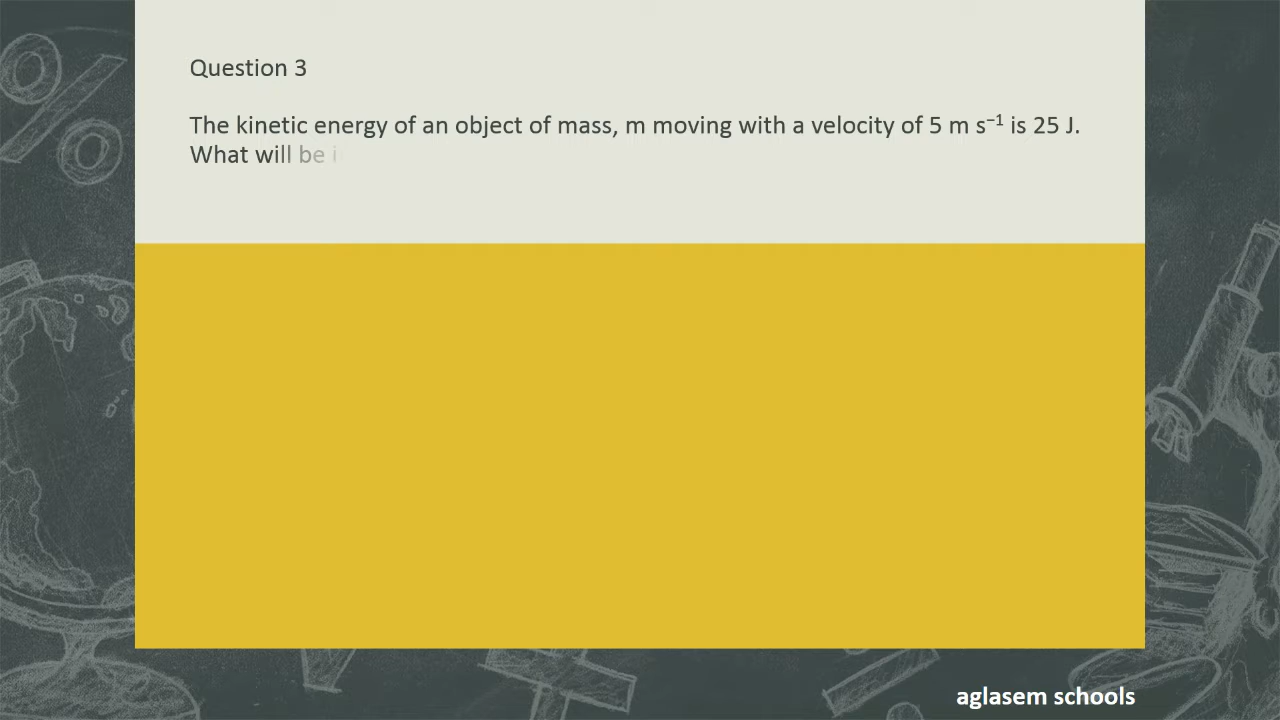 Question 3
The kinetic energy of an object of mass, m moving with a velocity of 5 m s⁻¹ is 25 J.
What will be i
aglasem schools